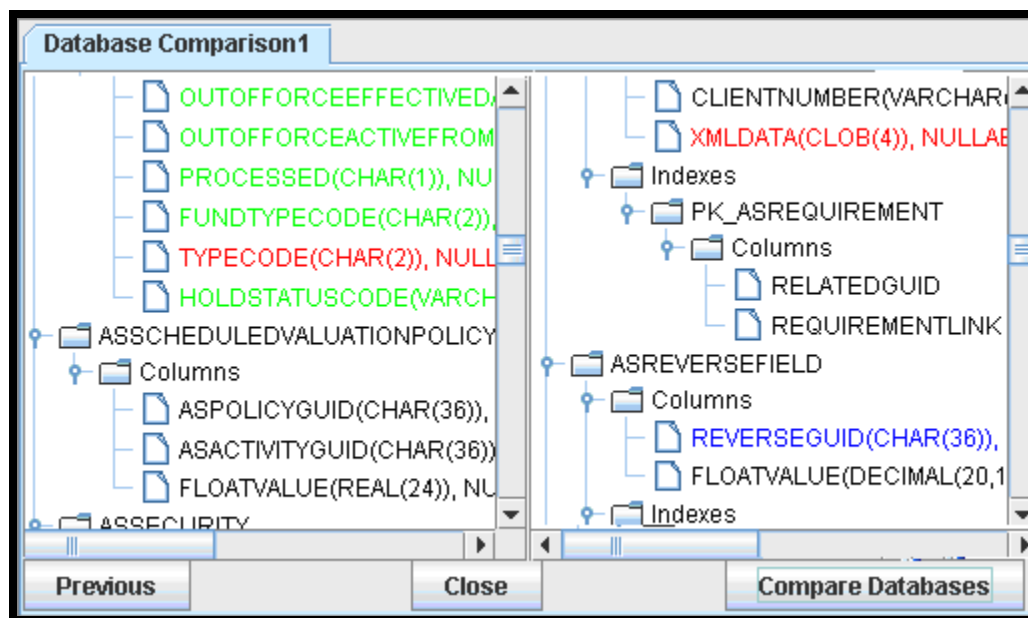 Database Comparison1
OUTOFFORCEEFFECTIVEDA
OUTOFFORCEACTIVEFROM
PROCESSED(CHAR(1)), NU
FUNDTYPECODE(CHAR(2)),
TYPECODE(CHAR(2)), NULL
HOLDSTATUSCODE(VARCH
ASSCHEDULEDVALUATIONPOLICY
Columns
ASPOLICYGUID(CHAR(36)),
ASACTIVITYGUID(CHAR(36))
FLOATVALUE(REAL(24)), NU
ASSECURITY
CLIENTNUMBER(VARCHAR(
XMLDATA(CLOB(4)), NULLAB
Indexes
PK_ASREQUIREMENT
Columns
RELATEDGUID
REQUIREMENTLINK
ASREVERSEFIELD
Columns
REVERSEGUID(CHAR(36)),
FLOATVALUE(DECIMAL(20,1
Indexes
Previous
Close
Compare Databases